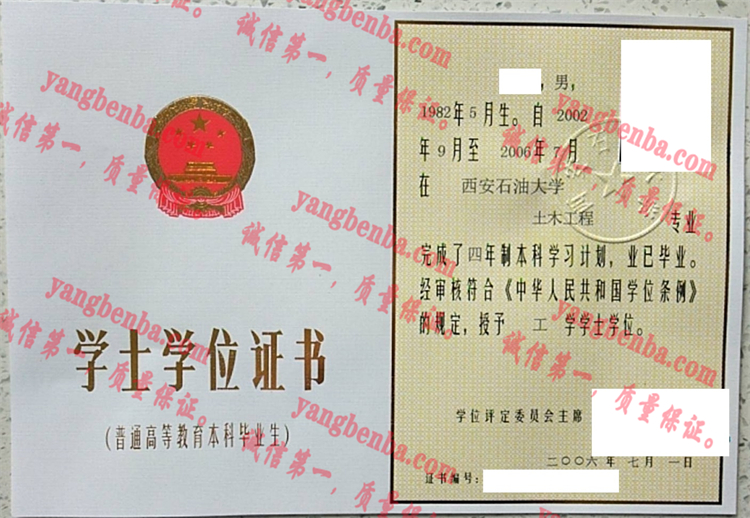 学士学位证书
(普通高等教育本科毕业生)
，男，
1982年5月生。自2002
年9月至 2006年7月
在 西安石油大学
土木工程 专业
完成了四年制本科学习计划，业已毕业。
经审核符合《中华人民共和国学位条例》
的规定，授予 工 学学士学位。
学位评定委员会主席
二〇〇六年 七月 一日
证书编号：
yangbenba.com
诚信第一，质量保证。